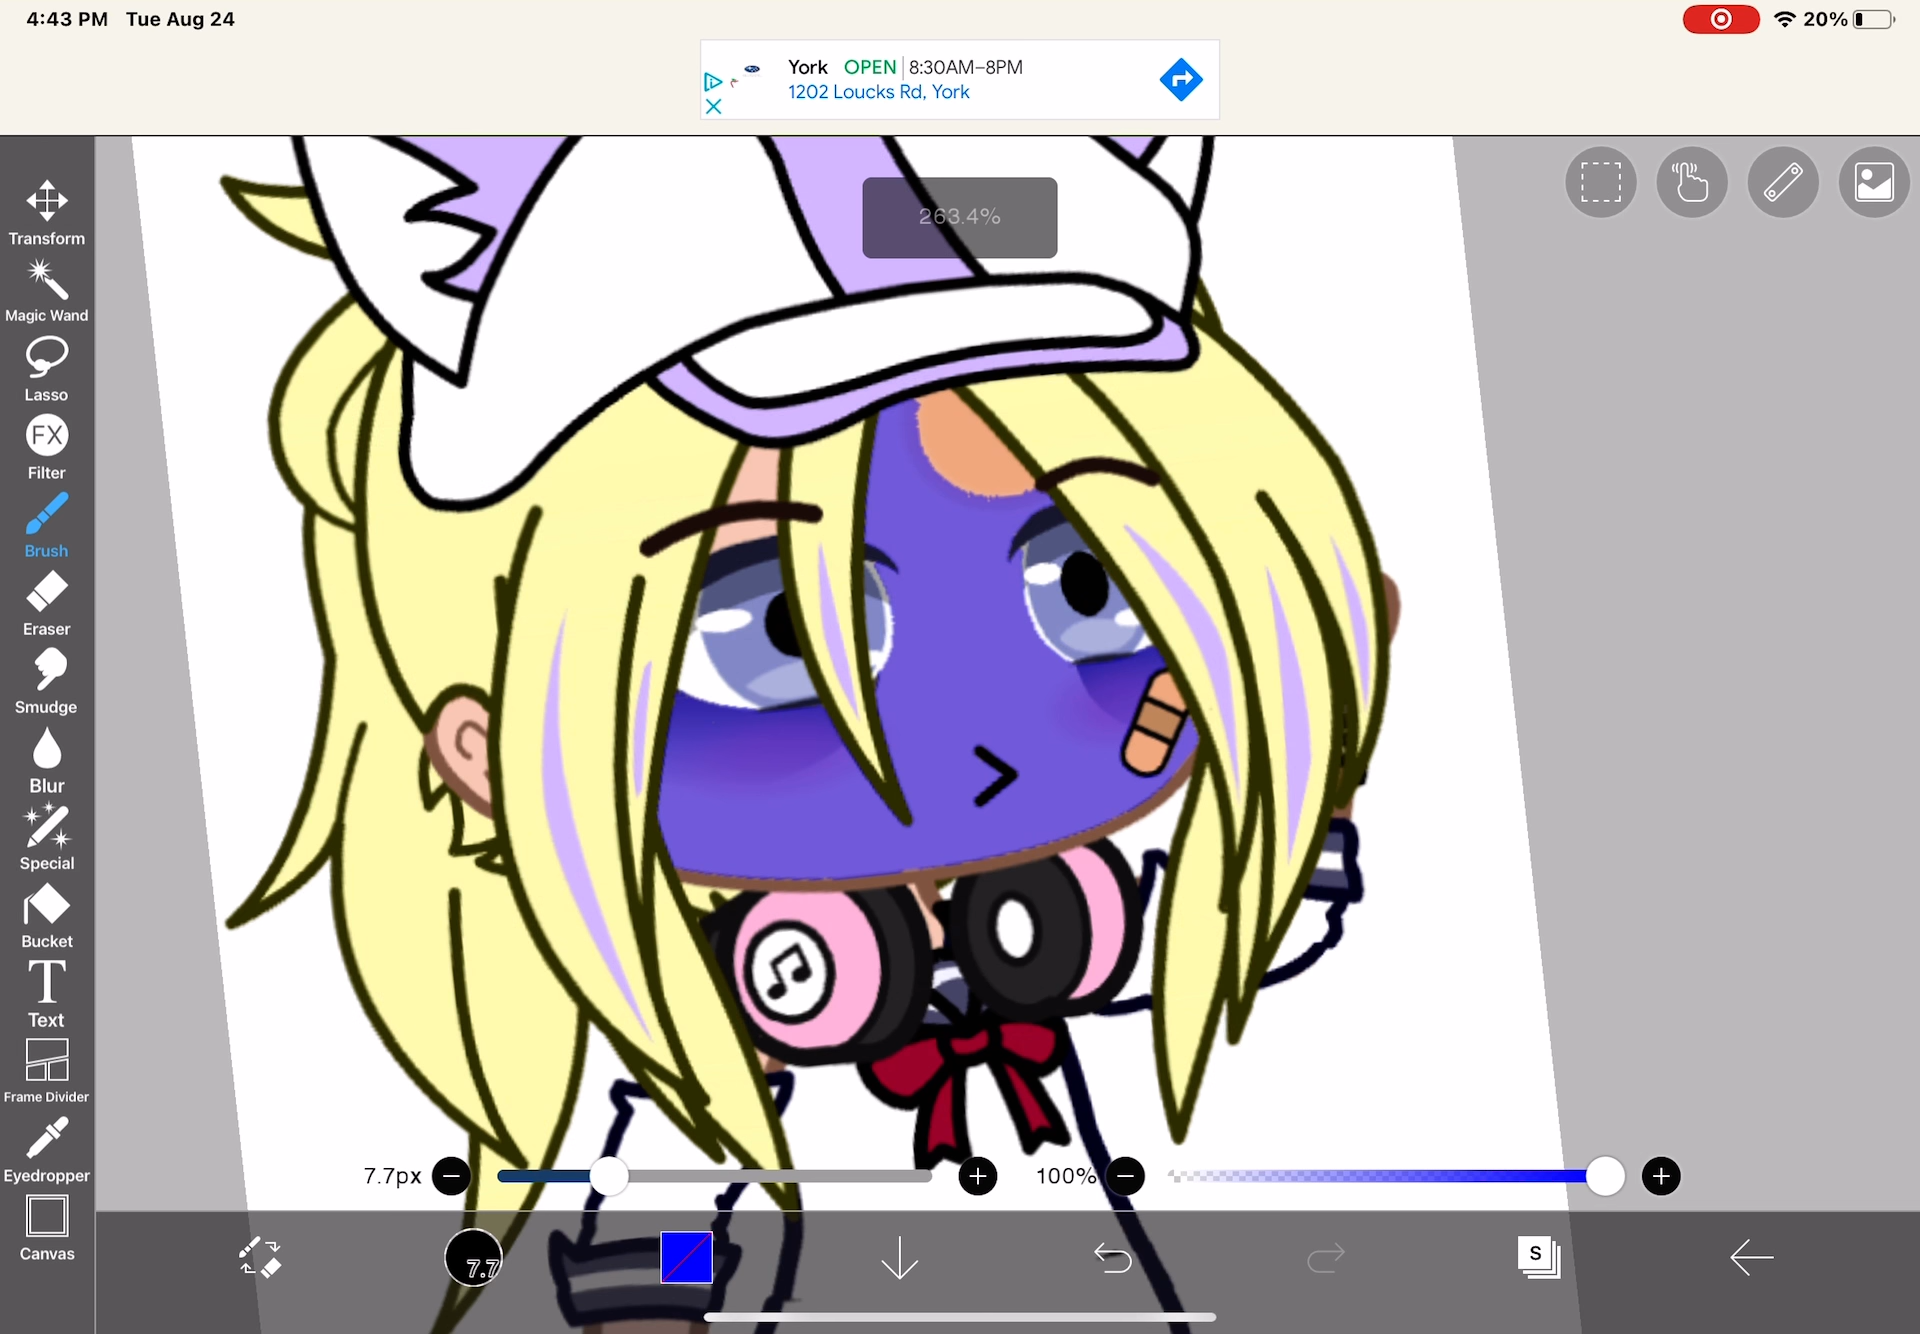 4:43 PM Tue Aug 24
20%
York OPEN 8:30AM–8PM
1202 Loucks Rd, York
263.4%
Transform
Magic Wand
Lasso
FX
Filter
Brush
Eraser
Smudge
Blur
Special
Bucket
T
Text
Frame Divider
Eyedropper
Canvas
7.7px
100%
7.7
S